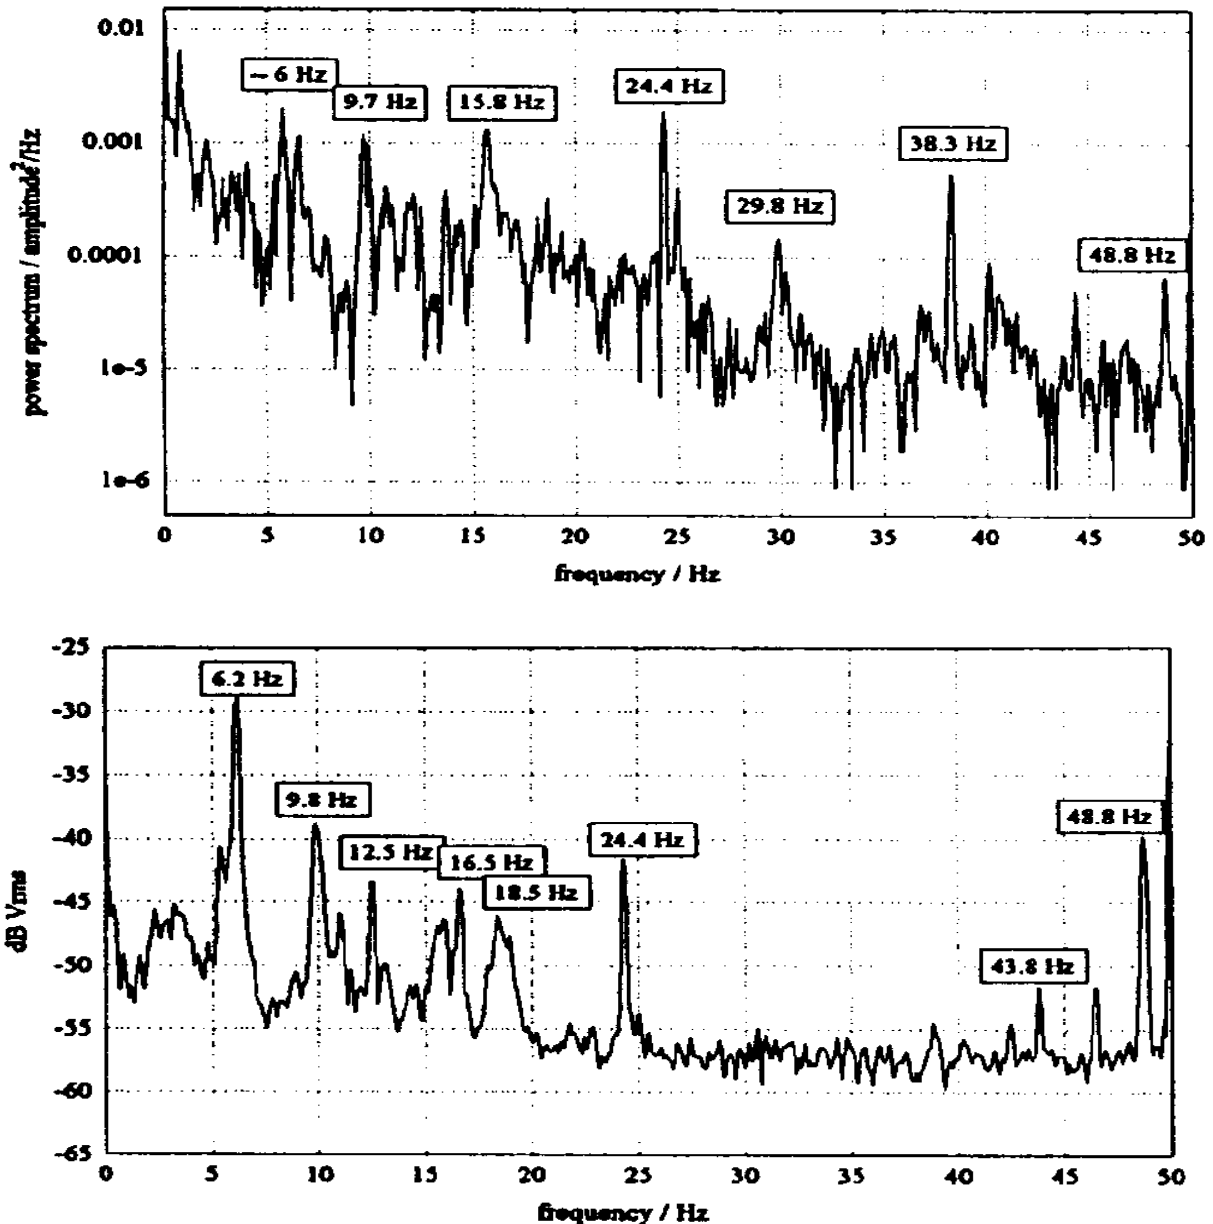 0.01
~ 6 Hz
9.7 Hz
15.8 Hz
24.4 Hz
0.001
38.3 Hz
29.8 Hz
48.8 Hz
0.0001
1e-5
1e-6
power spectrum / amplitude²/Hz
0 5 10 15 20 25 30 35 40 45 50
frequency / Hz
-25
6.2 Hz
-30
-35
9.8 Hz
48.8 Hz
-40
12.5 Hz
16.5 Hz
24.4 Hz
18.5 Hz
-45
-50
43.8 Hz
-55
-60
-65
dB Vrms
0 5 10 15 20 25 30 35 40 45 50
frequency / Hz